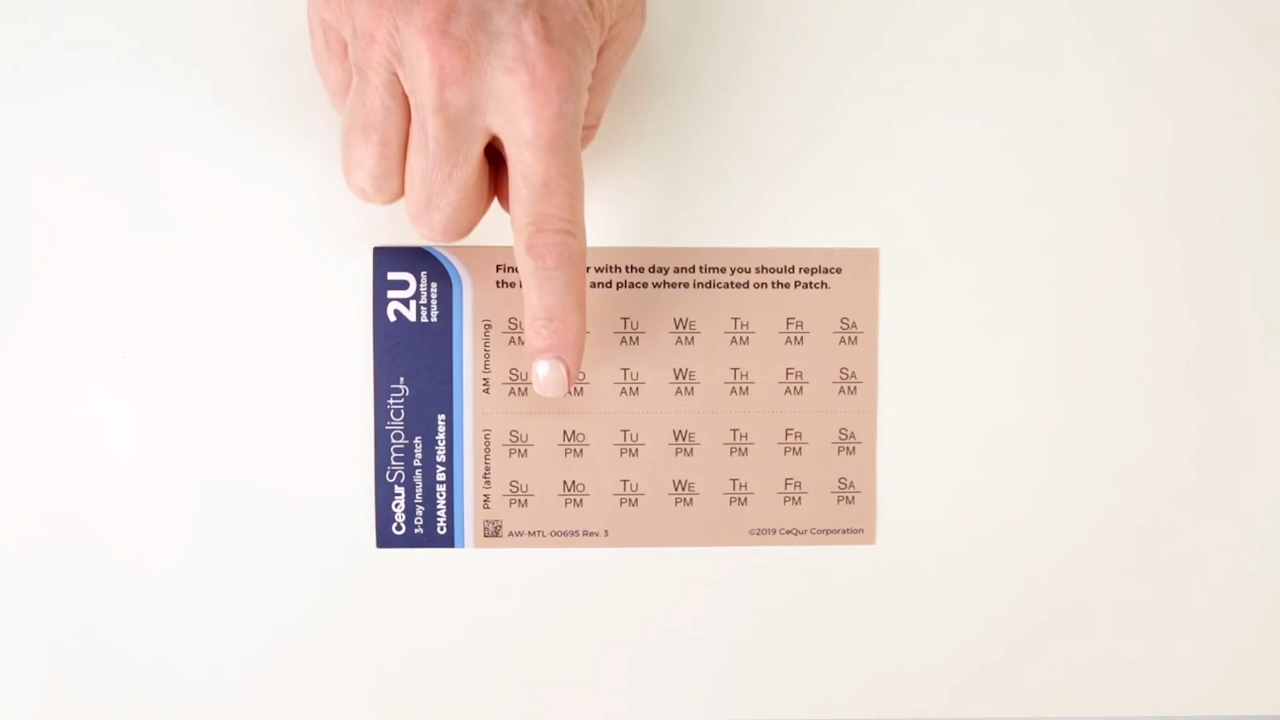 2U
per button
squeeze
CeQur Simplicity™
3-Day Insulin Patch
CHANGE BY Stickers
with the day and time you should replace
the and place where indicated on the Patch.
AM (morning)
SU TU WE TH FR SA
AM AM AM AM AM AM
SU TU WE TH FR SA
AM AM AM AM AM AM AM
PM (afternoon)
SU MO TU WE TH FR SA
PM PM PM PM PM PM PM
SU MO TU WE TH FR SA
PM PM PM PM PM PM PM
AW-MTL-00695 Rev. 3
©2019 CeQur Corporation